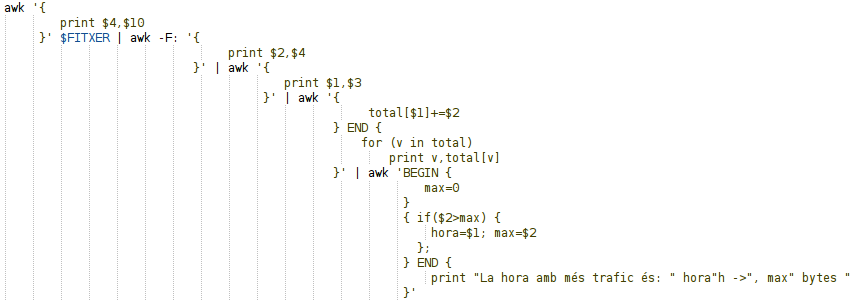 awk '{
print $4,$10
}' $FITXER | awk -F: '{
print $2,$4
}' | awk '{
print $1,$3
}' | awk '{
total[$1]+=$2
} END {
for (v in total)
print v,total[v]
}' | awk 'BEGIN {
max=0
}
{ if($2>max) {
hora=$1; max=$2
};
} END {
print "La hora amb més trafic és: " hora"h ->", max" bytes "
}'